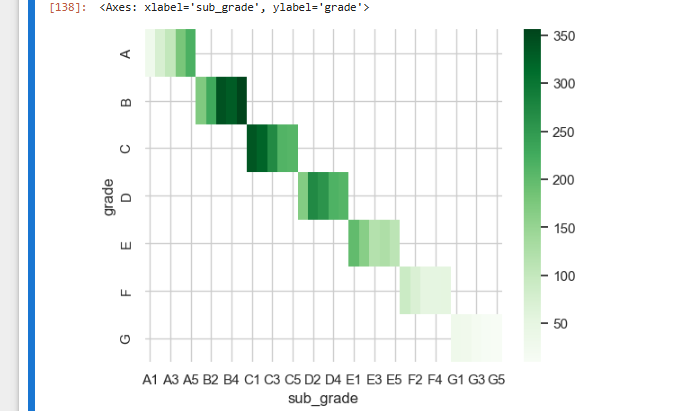 [138]: <Axes: xlabel='sub_grade', ylabel='grade'>
350
300
250
200
150
100
50
grade
A
B
C
D
E
F
G
A1 A3 A5 B2 B4 C1 C3 C5 D2 D4 E1 E3 E5 F2 F4 G1 G3 G5
sub_grade